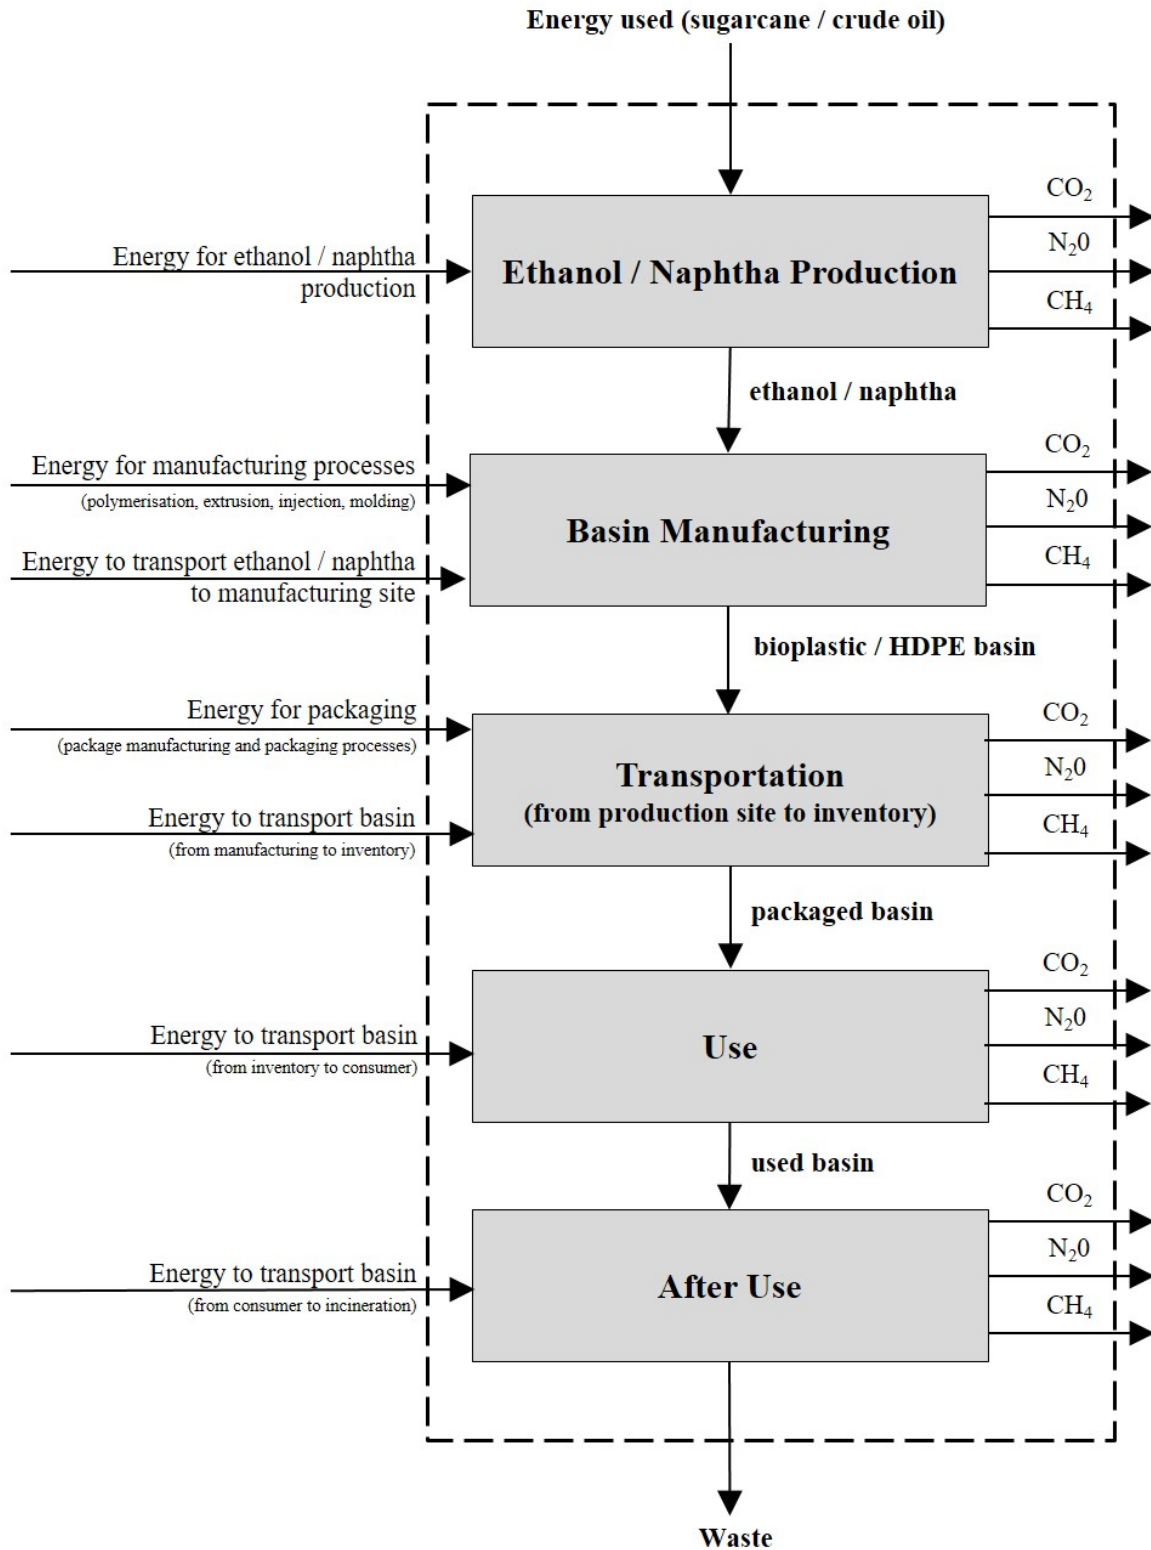 Energy used (sugarcane / crude oil)
CO₂
Energy for ethanol / naphtha
production
Ethanol / Naphtha Production
N₂0
CH₄
ethanol / naphtha
Energy for manufacturing processes
(polymerisation, extrusion, injection, molding)
Energy to transport ethanol / naphtha
to manufacturing site
Basin Manufacturing
CO₂
N₂0
CH₄
bioplastic / HDPE basin
Energy for packaging
(package manufacturing and packaging processes)
Energy to transport basin
(from manufacturing to inventory)
Transportation
(from production site to inventory)
CO₂
N₂0
CH₄
packaged basin
Energy to transport basin
(from inventory to consumer)
Use
CO₂
N₂0
CH₄
used basin
Energy to transport basin
(from consumer to incineration)
After Use
CO₂
N₂0
CH₄
Waste